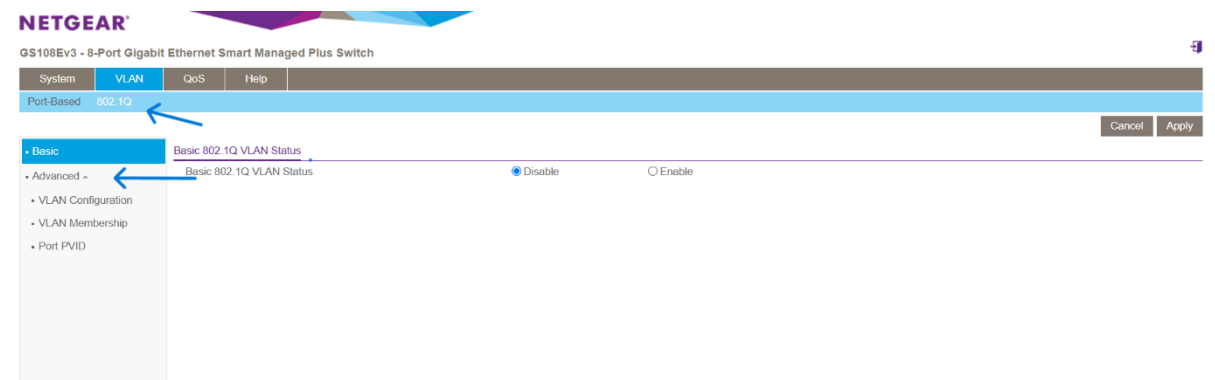 NETGEAR®
GS108Ev3 - 8-Port Gigabit Ethernet Smart Managed Plus Switch
System VLAN QoS Help
Port-Based 802.1Q
Cancel Apply
Basic
Basic 802.1Q VLAN Status
Advanced
Basic 802.1Q VLAN Status Disable Enable
VLAN Configuration
VLAN Membership
Port PVID